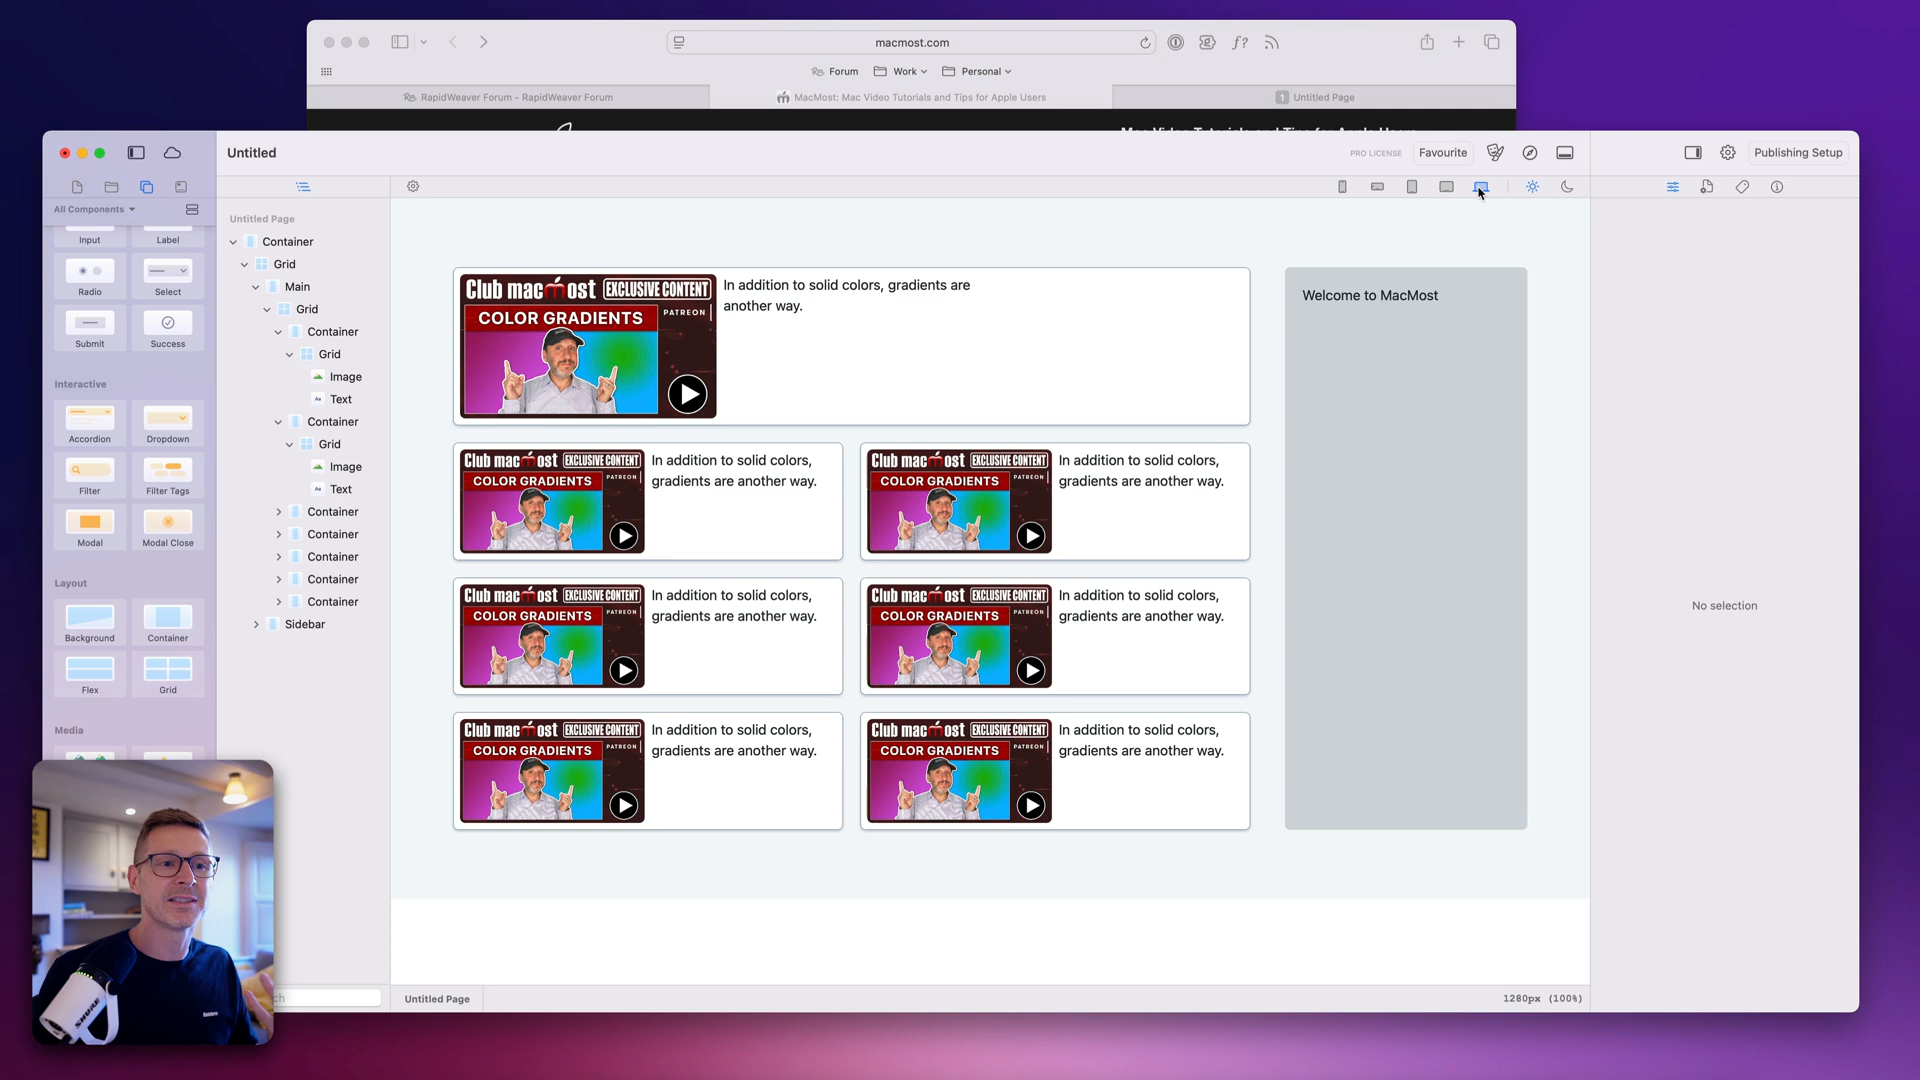 macmost.com
Forum
Work
Personal
RapidWeaver Forum - RapidWeaver Forum
MacMost: Mac Video Tutorials and Tips for Apple Users
1 Untitled Page
Untitled
PRO LICENSE
Favourite
Publishing Setup
All Components
Input
Label
Radio
Select
Submit
Success
Interactive
Accordion
Dropdown
Filter
Filter Tags
Modal
Modal Close
Layout
Background
Container
Flex
Grid
Media
Untitled Page
Container
Grid
Main
Grid
Container
Grid
Image
Text
Container
Grid
Image
Text
Container
Container
Container
Container
Container
Sidebar
Club macmost EXCLUSIVE CONTENT
COLOR GRADIENTS
PATREON
In addition to solid colors, gradients are
another way.
Welcome to MacMost
Club macmost EXCLUSIVE CONTENT
COLOR GRADIENTS
PATREON
In addition to solid colors,
gradients are another way.
Club macmost EXCLUSIVE CONTENT
COLOR GRADIENTS
PATREON
In addition to solid colors,
gradients are another way.
Club macmost EXCLUSIVE CONTENT
COLOR GRADIENTS
PATREON
In addition to solid colors,
gradients are another way.
Club macmost EXCLUSIVE CONTENT
COLOR GRADIENTS
PATREON
In addition to solid colors,
gradients are another way.
Club macmost EXCLUSIVE CONTENT
COLOR GRADIENTS
PATREON
In addition to solid colors,
gradients are another way.
Club macmost EXCLUSIVE CONTENT
COLOR GRADIENTS
PATREON
In addition to solid colors,
gradients are another way.
No selection
Untitled Page
1280px (100%)
SHURE